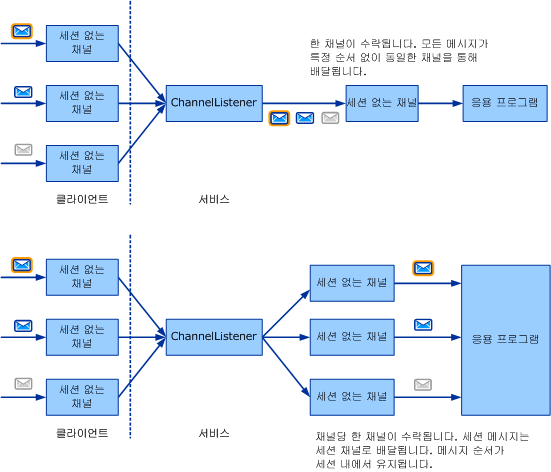 세션 없는
채널
한 채널이 수락됩니다. 모든 메시지가
특정 순서 없이 동일한 채널을 통해
배달됩니다.
세션 없는
채널
ChannelListener
세션 없는 채널
응용 프로그램
세션 없는
채널
클라이언트
서비스
세션 없는
채널
세션 없는 채널
세션 없는
채널
ChannelListener
세션 없는 채널
응용 프로그램
세션 없는
채널
세션 없는 채널
클라이언트
서비스
채널당 한 채널이 수락됩니다. 세션 메시지는
세션 채널로 배달됩니다. 메시지 순서가
세션 내에서 유지됩니다.